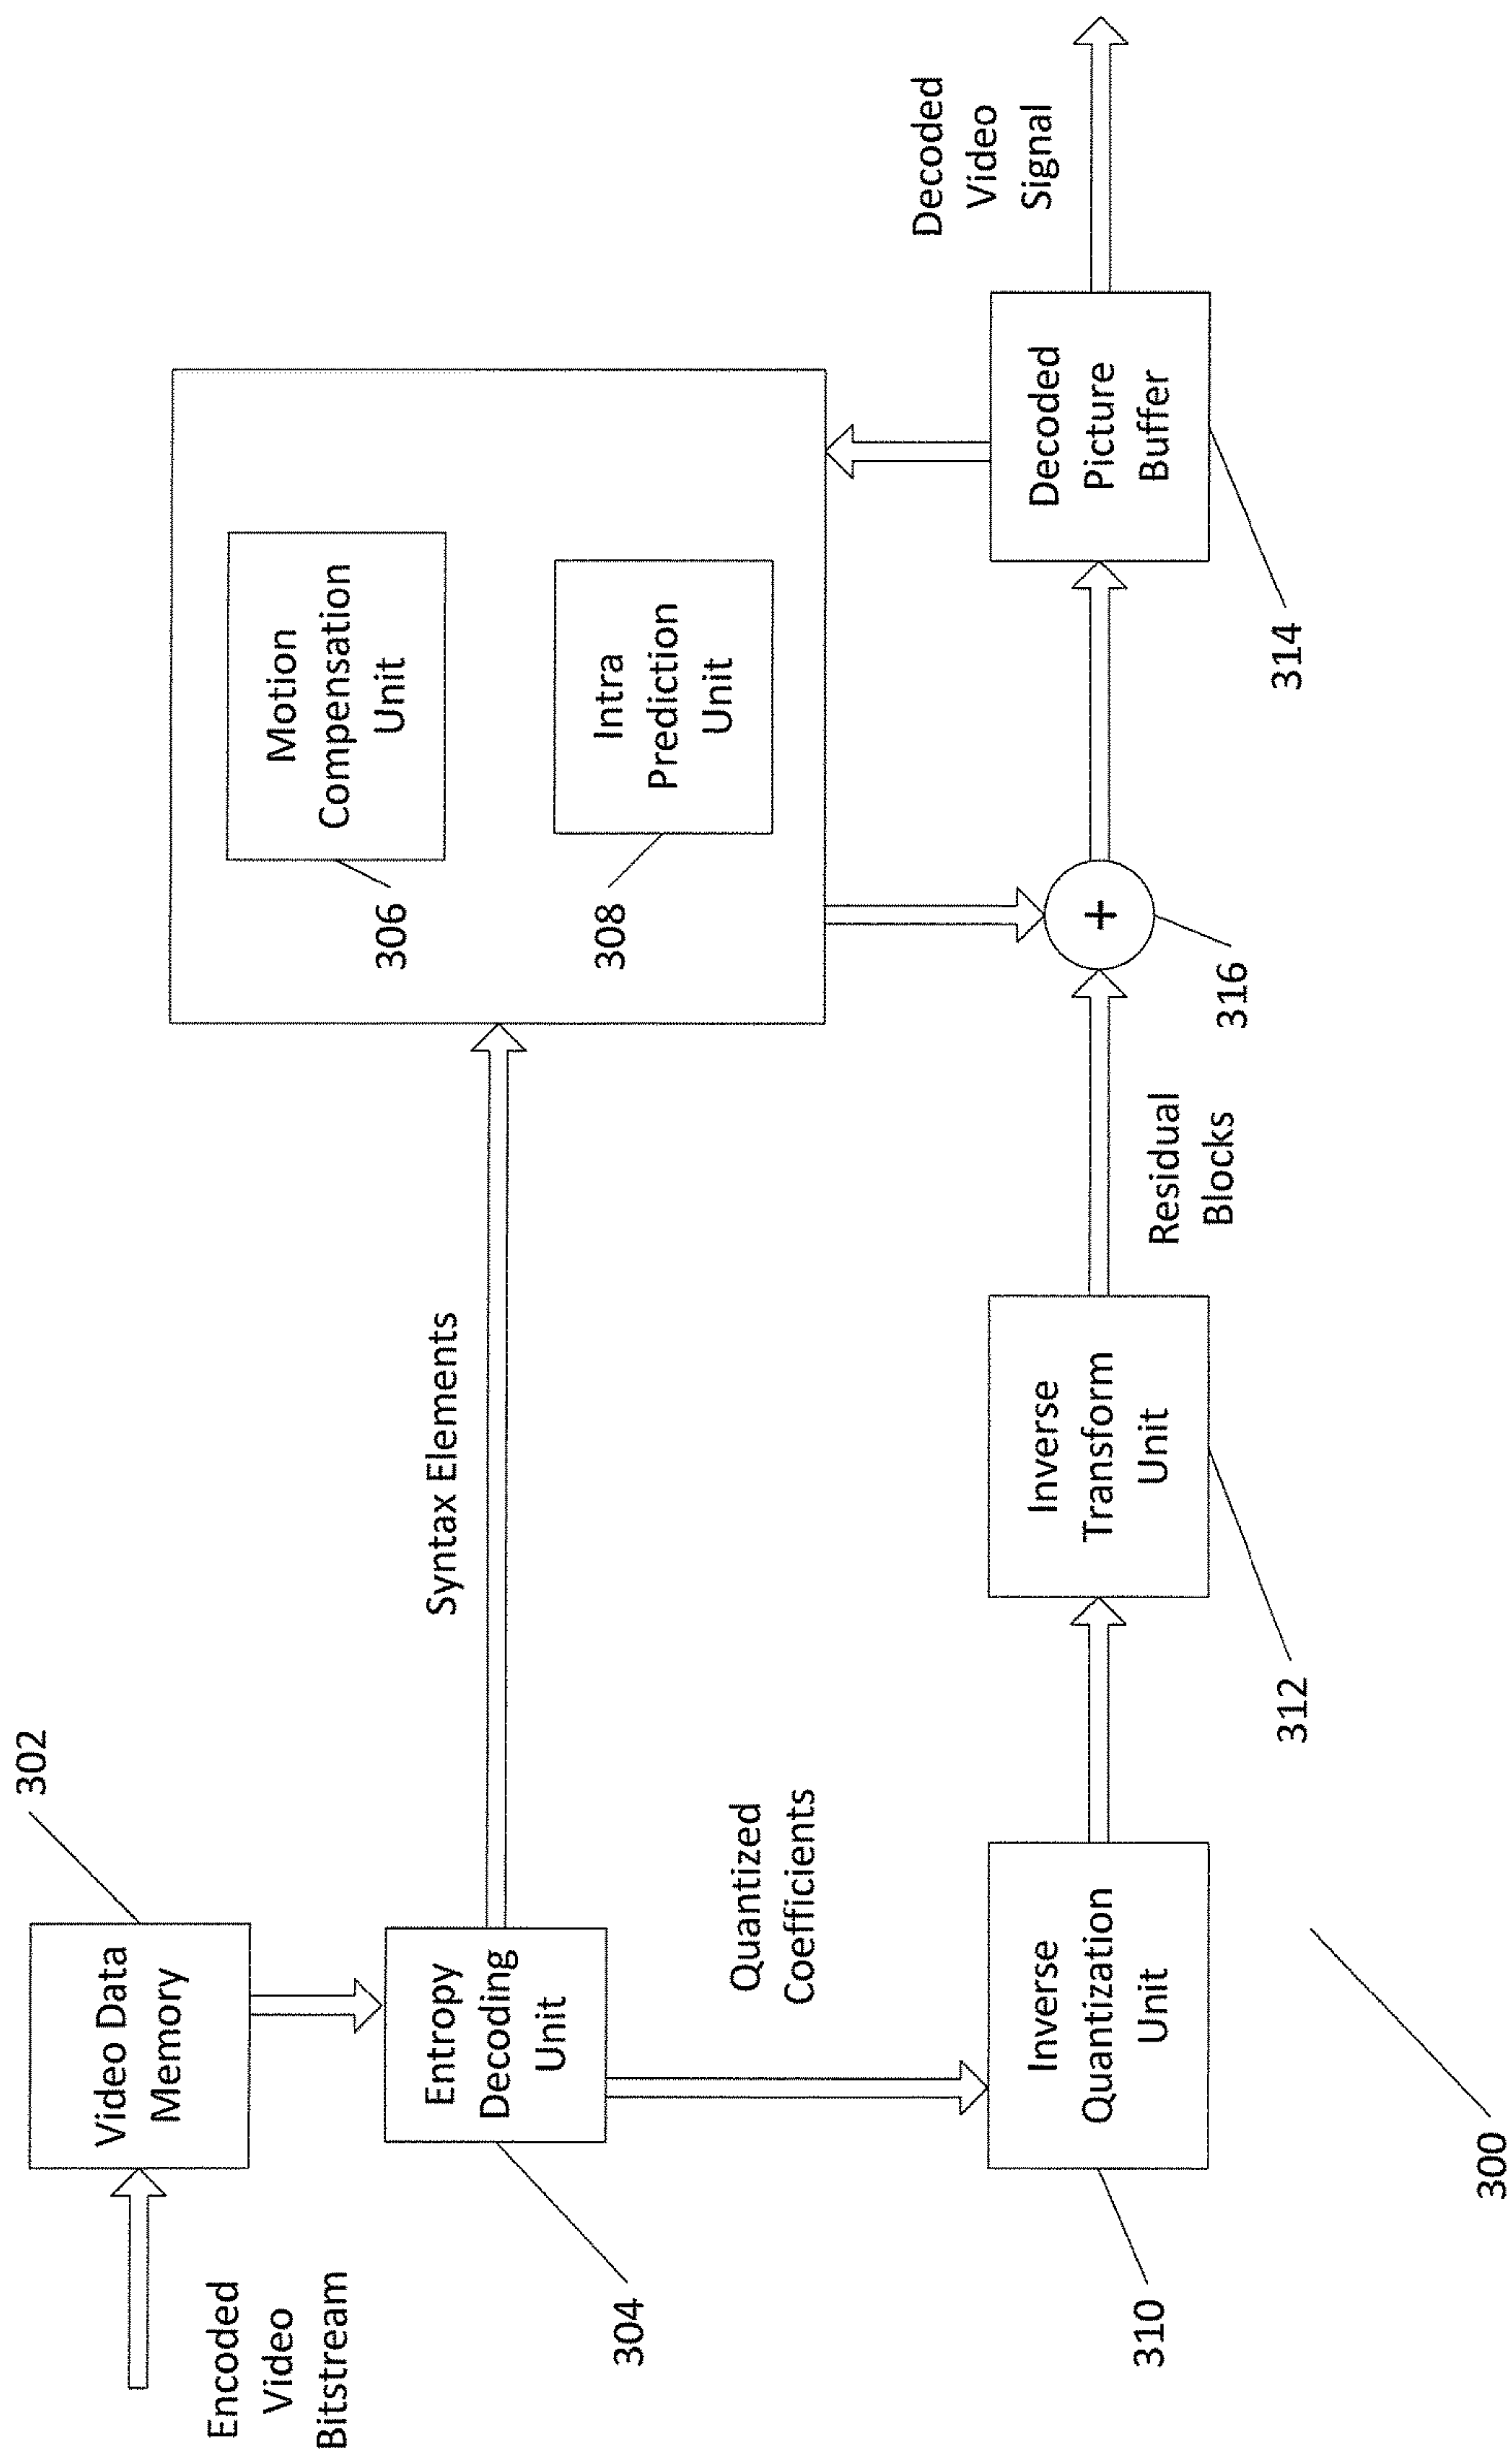 Encoded
Video
Bitstream
Video Data
Memory
302
Entropy
Decoding
Unit
304
Syntax Elements
Quantized
Coefficients
Motion
Compensation
Unit
306
Intra
Prediction
Unit
308
Inverse
Quantization
Unit
310
Inverse
Transform
Unit
312
Residual
Blocks
+
316
Decoded
Picture
Buffer
314
Decoded
Video
Signal
300